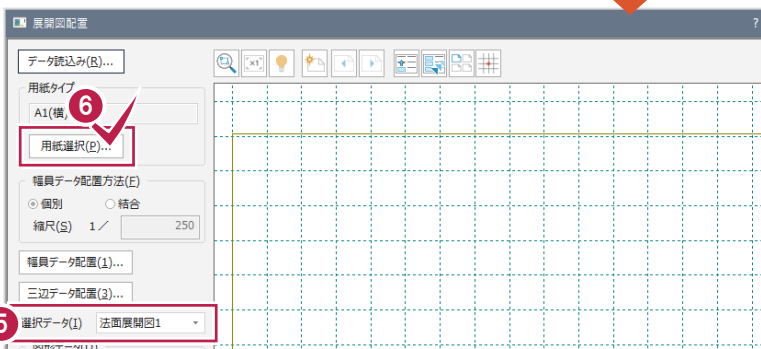 展開図配置 ?
データ読込み(R)...
用紙タイプ
A1(横)
6
用紙選択(P)...
幅員データ配置方法(F)
個別 結合
縮尺(S) 1／ 250
幅員データ配置(1)...
三辺データ配置(3)...
5
選択データ(I) 法面展開図1